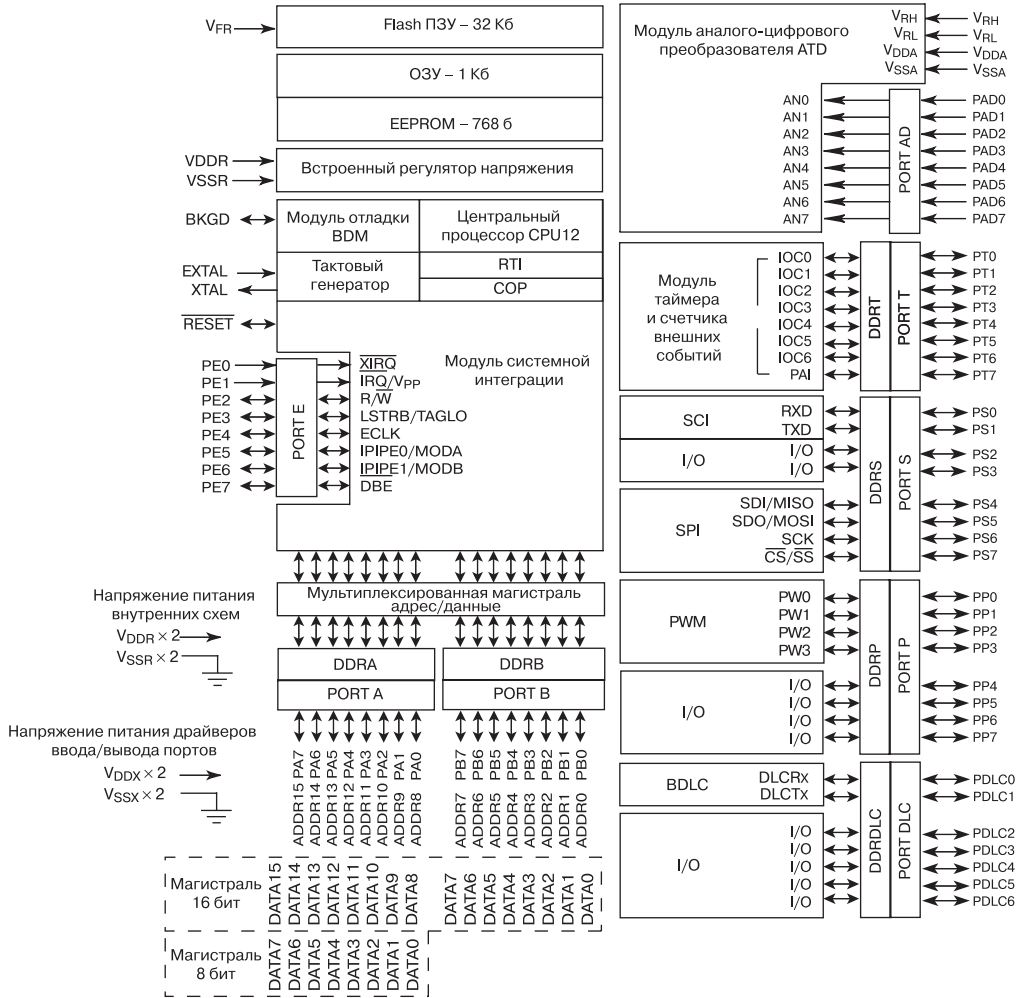 VFR
Flash ПЗУ – 32 Кб
ОЗУ – 1 Кб
EEPROM – 768 б
VDDR
VSSR
Встроенный регулятор напряжения
BKGD
Модуль отладки
BDM
Центральный
процессор CPU12
EXTAL
XTAL
Тактовый
генератор
RTI
COP
RESET
Модуль системной
интеграции
PE0
PE1
PE2
PE3
PE4
PE5
PE6
PE7
PORT E
XIRQ
IRQ/VPP
R/W
LSTRB/TAGLO
ECLK
IPIPE0/MODA
IPIPE1/MODB
DBE
Мультиплексированная магистраль
адрес/данные
Напряжение питания
внутренних схем
VDDR × 2
VSSR × 2
DDRA
PORT A
DDRB
PORT B
Напряжение питания драйверов
ввода/вывода портов
VDDX × 2
VSSX × 2
ADDR15 PA7
ADDR14 PA6
ADDR13 PA5
ADDR12 PA4
ADDR11 PA3
ADDR10 PA2
ADDR9 PA1
ADDR8 PA0
ADDR7 PB7
ADDR6 PB6
ADDR5 PB5
ADDR4 PB4
ADDR3 PB3
ADDR2 PB2
ADDR1 PB1
ADDR0 PB0
Магистраль
16 бит
DATA15
DATA14
DATA13
DATA12
DATA11
DATA10
DATA9
DATA8
DATA7
DATA6
DATA5
DATA4
DATA3
DATA2
DATA1
DATA0
Магистраль
8 бит
DATA7
DATA6
DATA5
DATA4
DATA3
DATA2
DATA1
DATA0
Модуль аналого-цифрового
преобразователя ATD
VRH VRH
VRL VRL
VDDA VDDA
VSSA VSSA
PORT AD
AN0 PAD0
AN1 PAD1
AN2 PAD2
AN3 PAD3
AN4 PAD4
AN5 PAD5
AN6 PAD6
AN7 PAD7
Модуль
таймера
и счетчика
внешних
событий
DDRT
PORT T
IOC0 PT0
IOC1 PT1
IOC2 PT2
IOC3 PT3
IOC4 PT4
IOC5 PT5
IOC6 PT6
PAI PT7
SCI
DDRS
PORT S
RXD PS0
TXD PS1
I/O
I/O PS2
I/O PS3
SPI
SDI/MISO PS4
SDO/MOSI PS5
SCK PS6
CS/SS PS7
PWM
DDRP
PORT P
PW0 PP0
PW1 PP1
PW2 PP2
PW3 PP3
I/O
I/O PP4
I/O PP5
I/O PP6
I/O PP7
BDLC
DDRDLC
PORT DLC
DLCRx PDLC0
DLCTx PDLC1
I/O
I/O PDLC2
I/O PDLC3
I/O PDLC4
I/O PDLC5
I/O PDLC6